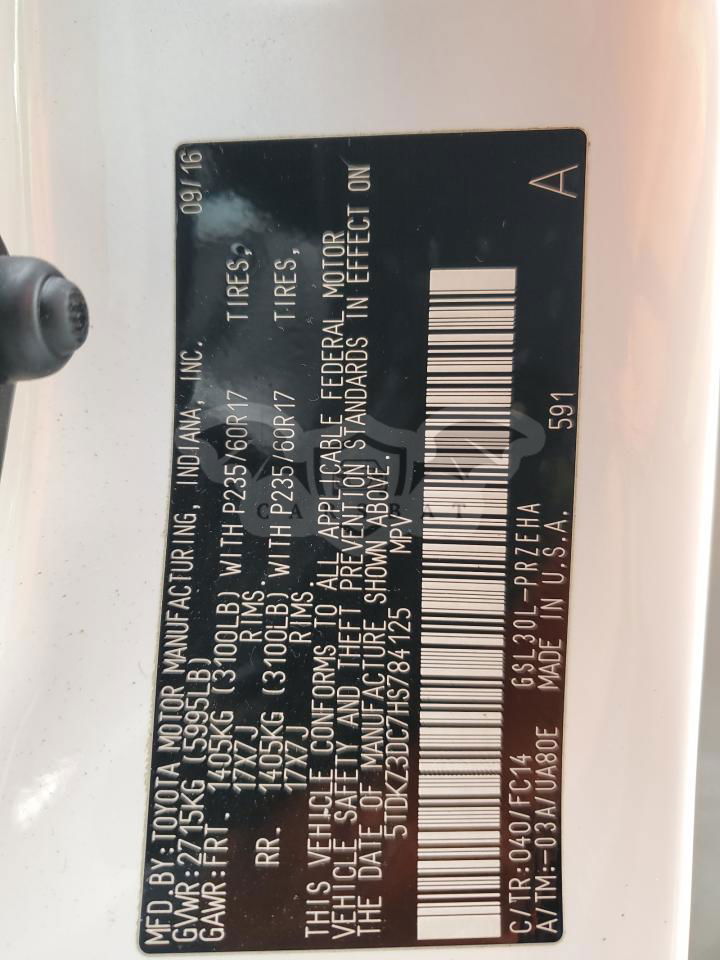 MFD.BY:TOYOTA MOTOR MANUFACTURING, INDIANA, INC. 09/16
GVWR:2715KG (5995LB)
GAWR:FRT. 1405KG (3100LB) WITH P235/60R17 TIRES,
17X7J RIMS.
RR. 1405KG (3100LB) WITH P235/60R17 TIRES,
17X7J RIMS.
THIS VEHICLE CONFORMS TO ALL APPLICABLE FEDERAL MOTOR
VEHICLE SAFETY AND THEFT PREVENTION STANDARDS IN EFFECT ON
THE DATE OF MANUFACTURE SHOWN ABOVE.
5TDKZ3DC7HS784125 MPV
C/TR:040/FC14 GSL30L-PRZEHA
A/TM:-03A/UA80E MADE IN U.S.A. 591 A
CARSBAT